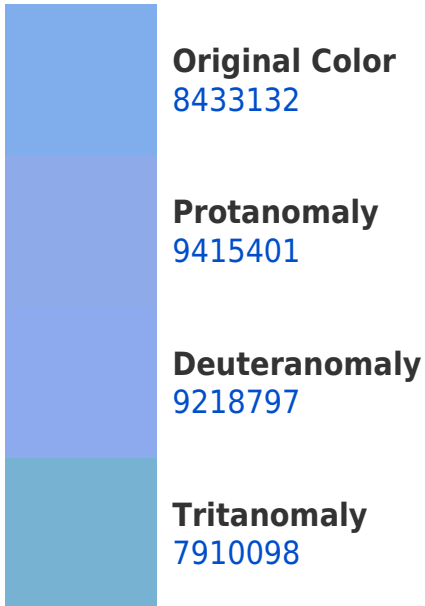 Original Color
8433132
Protanomaly
9415401
Deuteranomaly
9218797
Tritanomaly
7910098